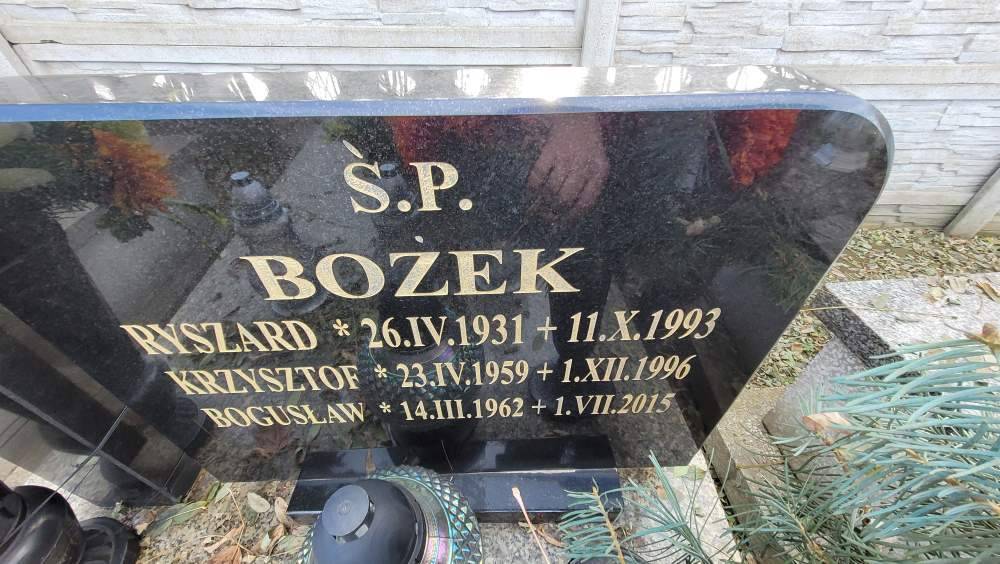 Ś.P.
BOŻEK
RYSZARD * 26.IV.1931 + 11.X.1993
KRZYSZTOF * 23.IV.1959 + 1.XII.1996
BOGUSŁAW * 14.III.1962 + 1.VII.2015